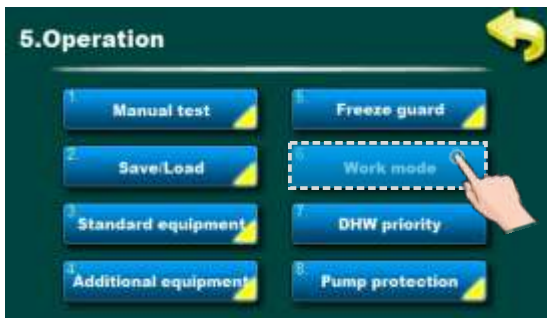 5.Operation
1.
Manual test
2.
Save/Load
3.
Standard equipment
4.
Additional equipment
5.
Freeze guard
6.
Work mode
7.
DHW priority
8.
Pump protection